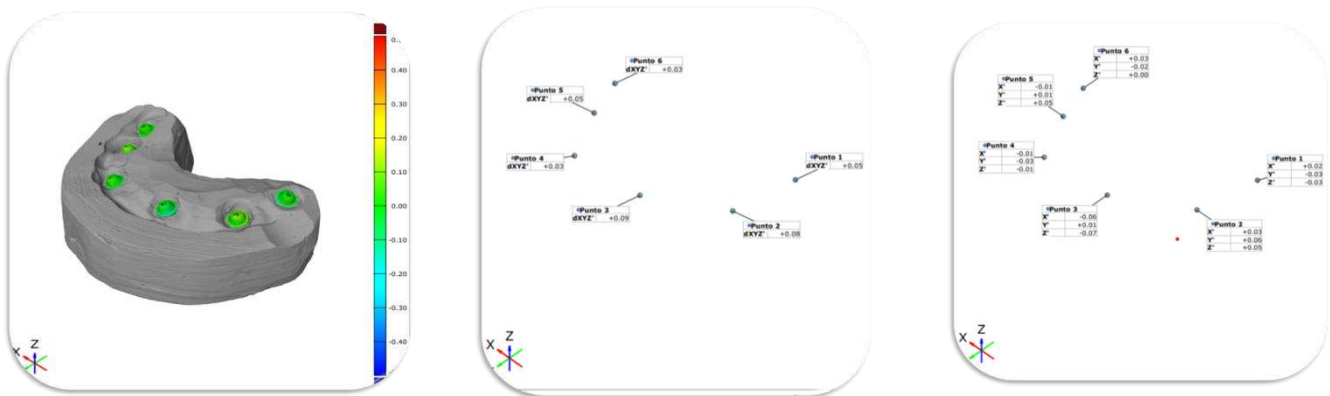 0.
0.40
0.30
0.20
0.10
0.00
-0.10
-0.20
-0.30
-0.40
X
Z
Punto 6
dXYZ' +0.03
Punto 5
dXYZ' +0.05
Punto 4
dXYZ' +0.03
Punto 1
dXYZ' +0.05
Punto 3
dXYZ' +0.09
Punto 2
dXYZ' +0.08
X
Z
Punto 6
X' +0.03
Y' -0.02
Z' +0.00
Punto 5
X' -0.01
Y' +0.01
Z' +0.05
Punto 4
X' -0.01
Y' -0.03
Z' -0.01
Punto 1
X' +0.02
Y' -0.03
Z' -0.03
Punto 3
X' -0.06
Y' +0.01
Z' -0.07
Punto 2
X' +0.03
Y' +0.06
Z' +0.05
X
Z